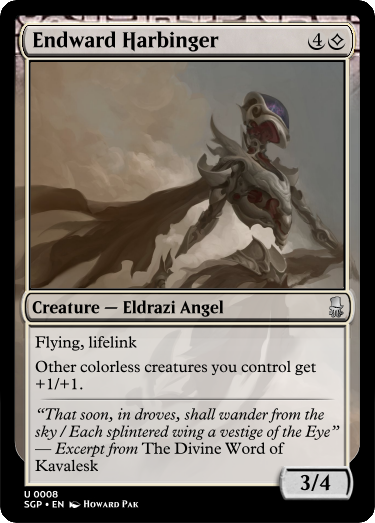 Endward Harbinger 4
Creature — Eldrazi Angel
Flying, lifelink
Other colorless creatures you control get
+1/+1.
“That soon, in droves, shall wander from the
sky / Each splintered wing a vestige of the Eye”
— Excerpt from The Divine Word of
Kavalesk
3/4
U 0008
SGP • EN Howard Pak